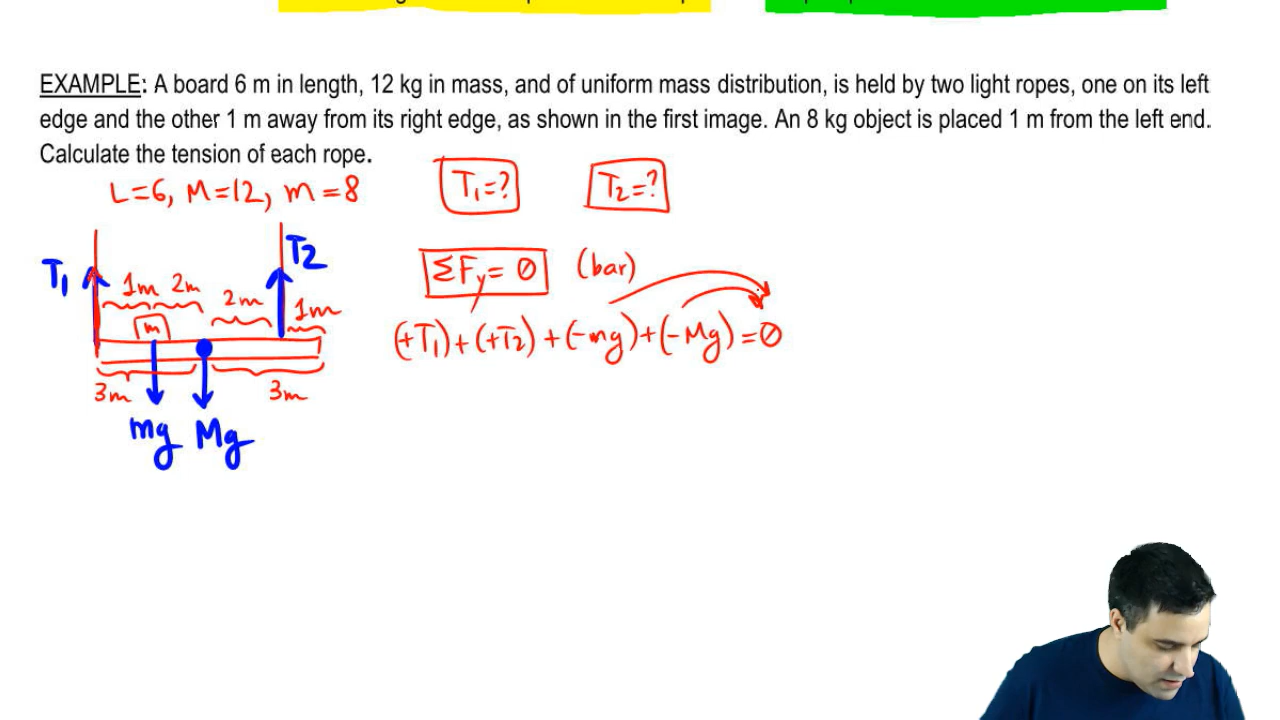 EXAMPLE: A board 6 m in length, 12 kg in mass, and of uniform mass distribution, is held by two light ropes, one on its left
edge and the other 1 m away from its right edge, as shown in the first image. An 8 kg object is placed 1 m from the left end.
Calculate the tension of each rope.
L=6, M=12, m=8
T₁=?
T₂=?
T₁
1m
2m
2m
T2
1m
m
3m
3m
mg
Mg
ΣFy=0 (bar)
(+T₁)+(+T₂)+(-mg)+(-Mg)=0